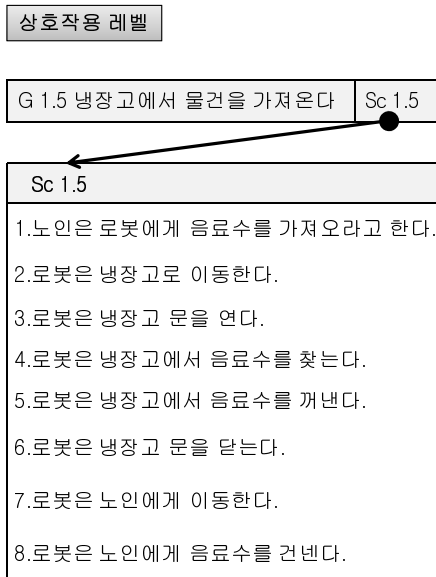 상호작용 레벨
G 1.5 냉장고에서 물건을 가져온다 Sc 1.5
Sc 1.5
1.노인은 로봇에게 음료수를 가져오라고 한다.
2.로봇은 냉장고로 이동한다.
3.로봇은 냉장고 문을 연다.
4.로봇은 냉장고에서 음료수를 찾는다.
5.로봇은 냉장고에서 음료수를 꺼낸다.
6.로봇은 냉장고 문을 닫는다.
7.로봇은 노인에게 이동한다.
8.로봇은 노인에게 음료수를 건넨다.